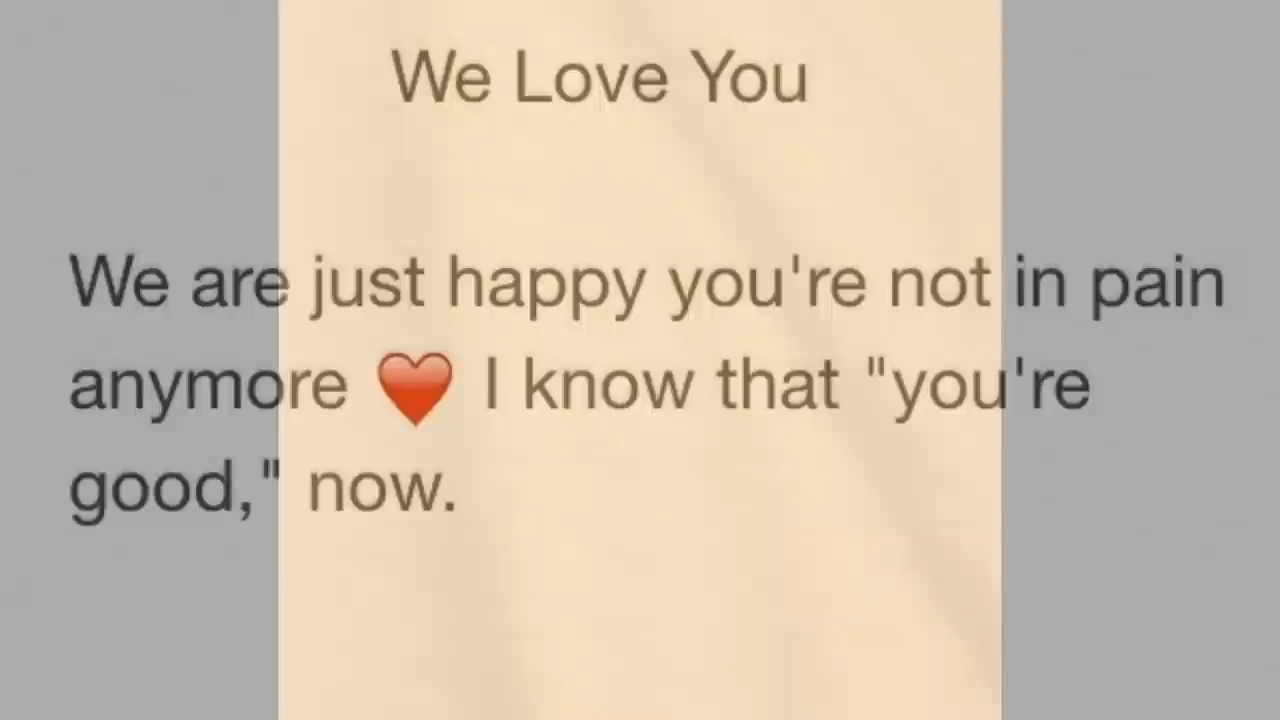 We Love You
We are just happy you're not in pain
anymore ❤️ I know that "you're
good," now.